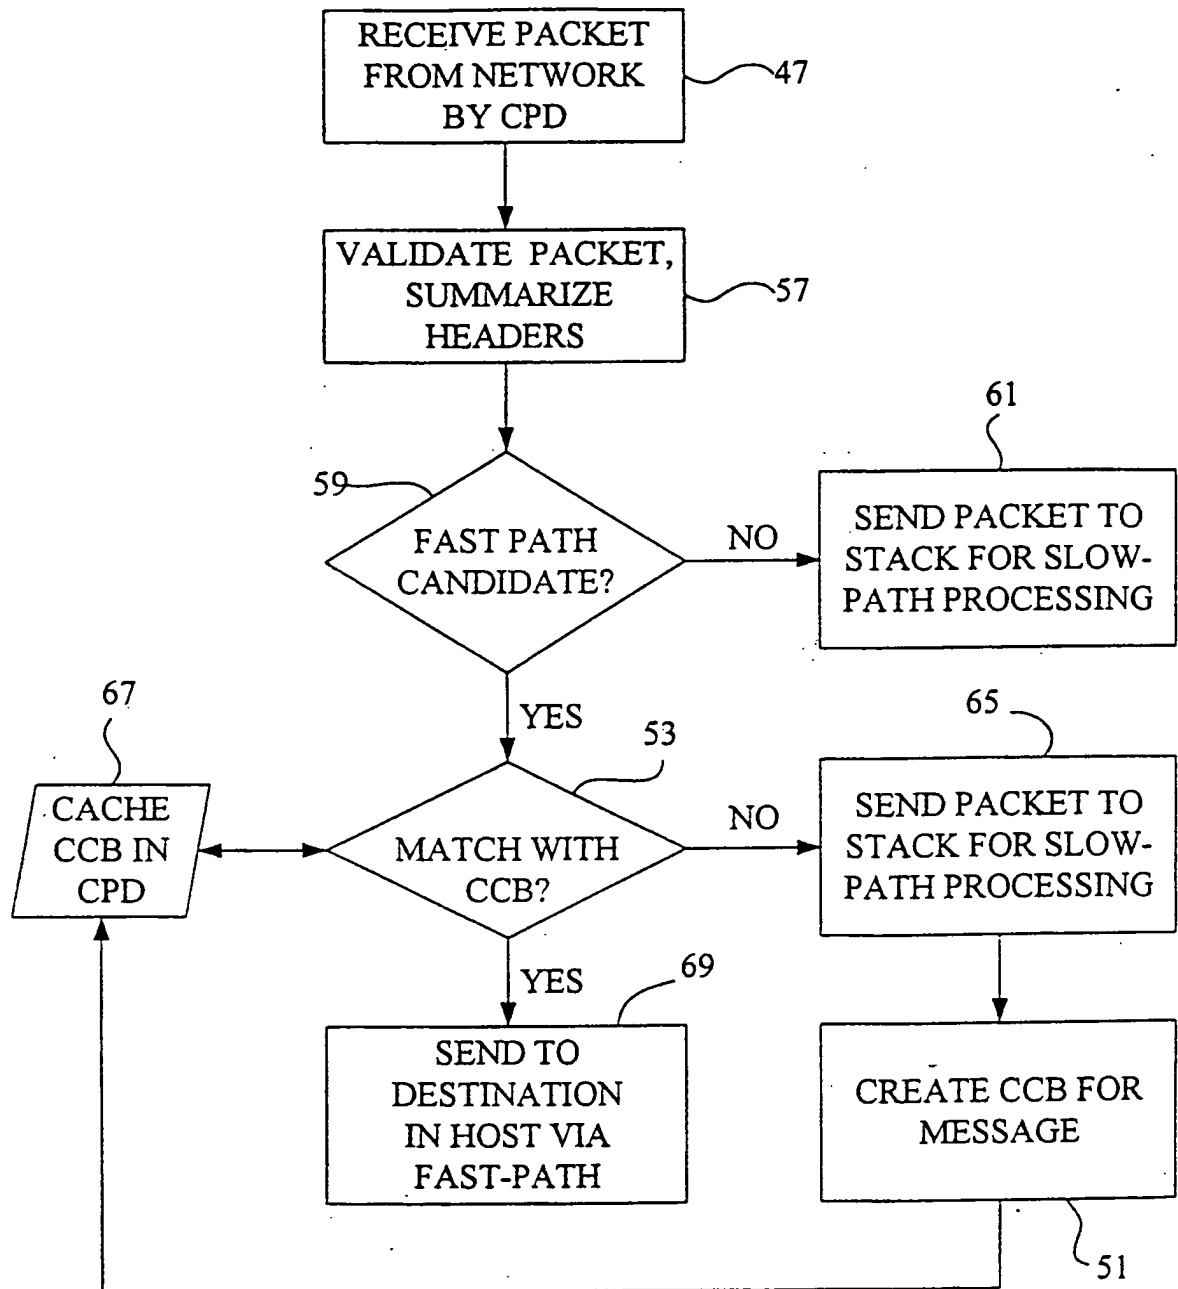 RECEIVE PACKET
FROM NETWORK
BY CPD
47
VALIDATE PACKET,
SUMMARIZE
HEADERS
57
59
FAST PATH
CANDIDATE?
NO
61
SEND PACKET TO
STACK FOR SLOW-
PATH PROCESSING
YES
67
CACHE
CCB IN
CPD
53
MATCH WITH
CCB?
NO
65
SEND PACKET TO
STACK FOR SLOW-
PATH PROCESSING
YES
69
SEND TO
DESTINATION
IN HOST VIA
FAST-PATH
CREATE CCB FOR
MESSAGE
51